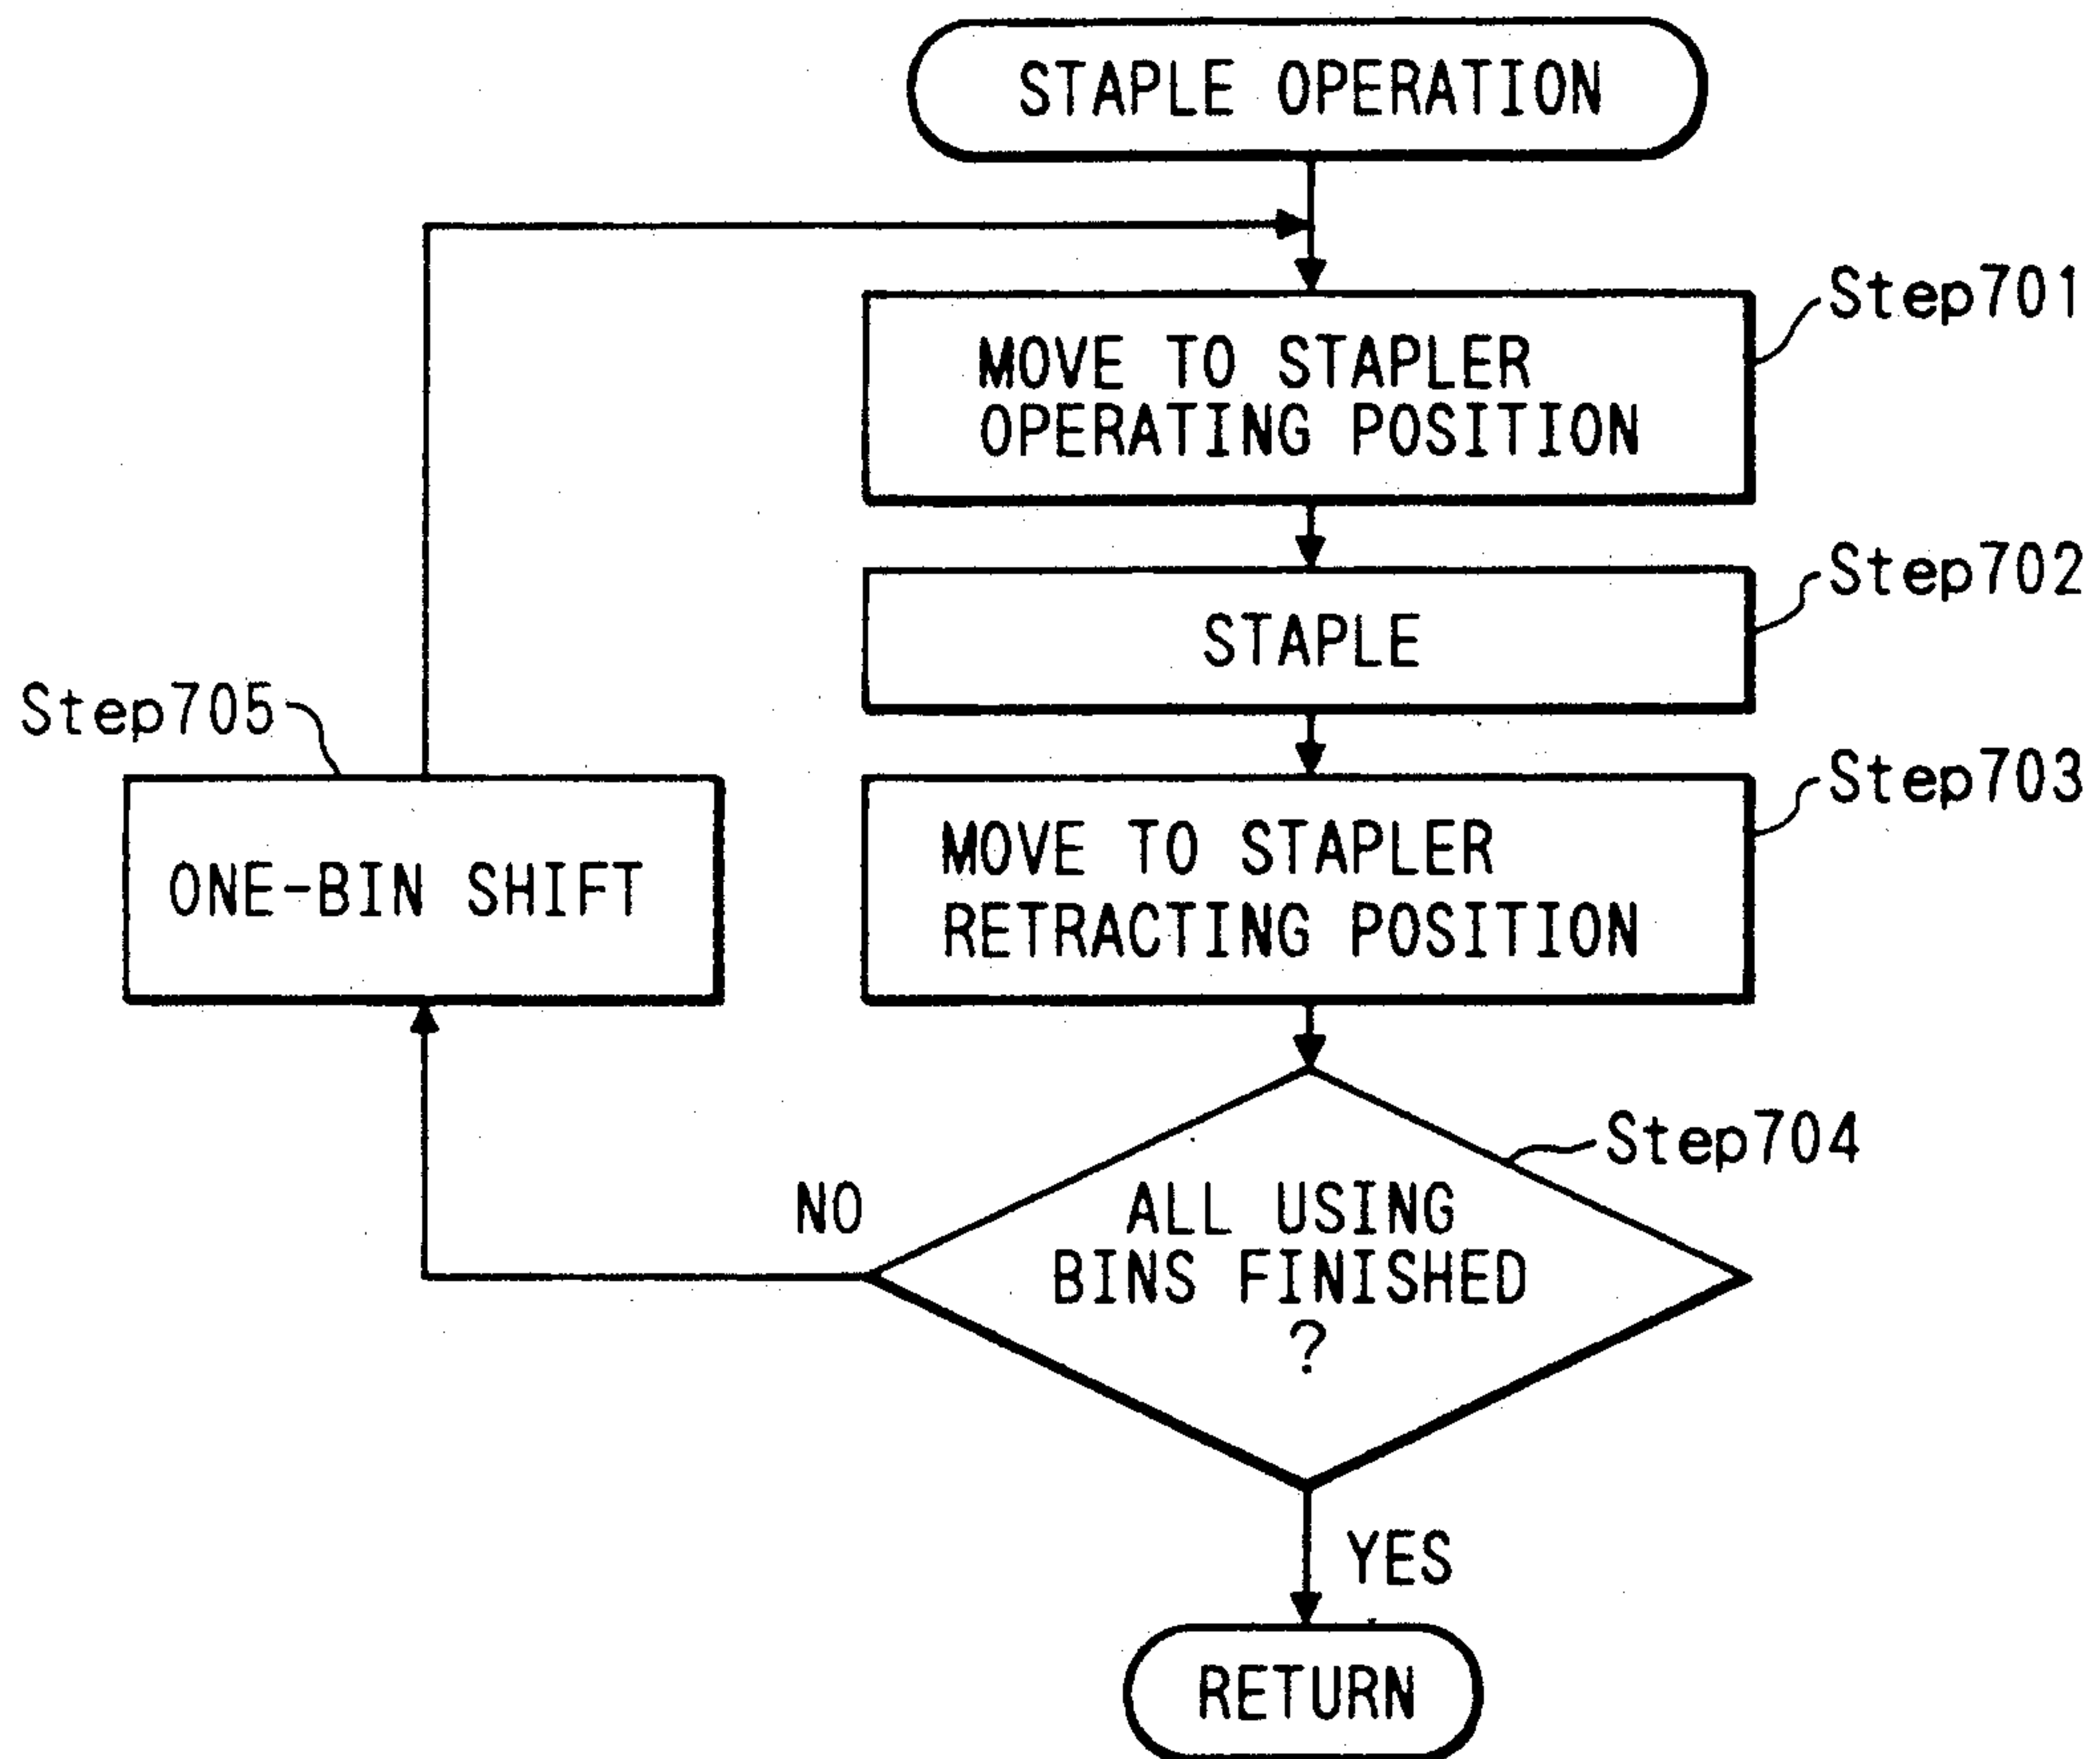 STAPLE OPERATION
Step701
MOVE TO STAPLER
OPERATING POSITION
Step702
STAPLE
Step703
MOVE TO STAPLER
RETRACTING POSITION
Step705
ONE-BIN SHIFT
Step704
ALL USING
BINS FINISHED
?
NO
YES
RETURN